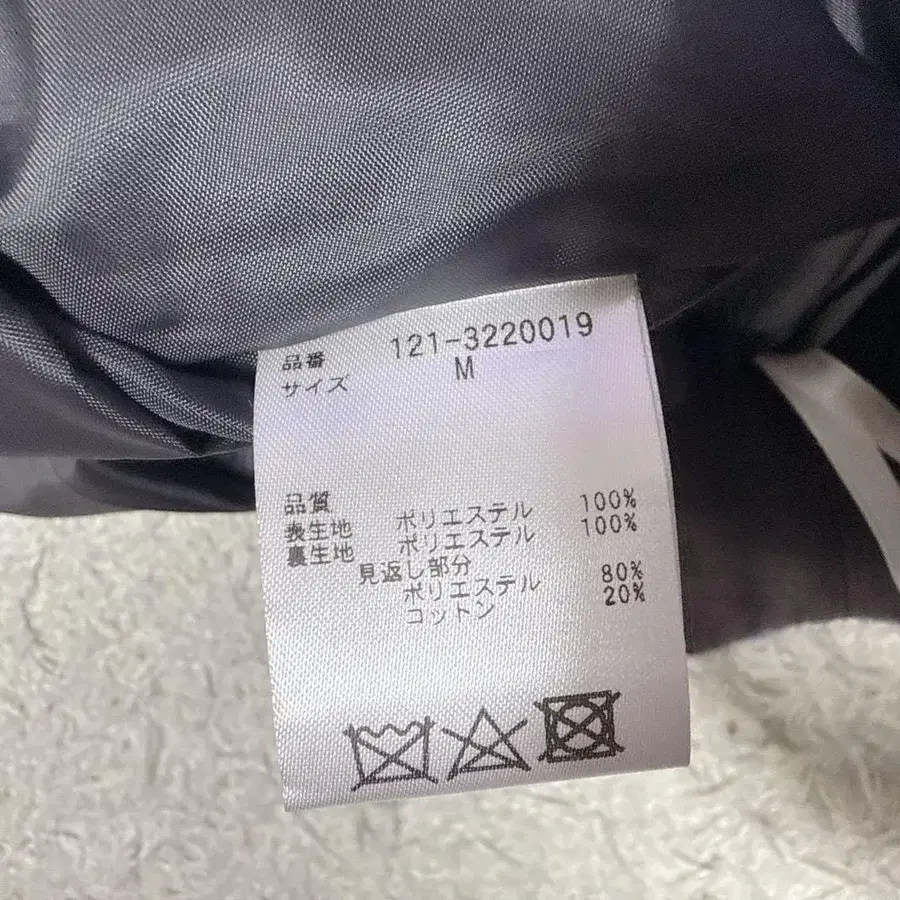 品番 121-3220019
サイズ M
品質
表生地 ポリエステル 100%
裏生地 ポリエステル 100%
見返し部分
ポリエステル 80%
コットン 20%